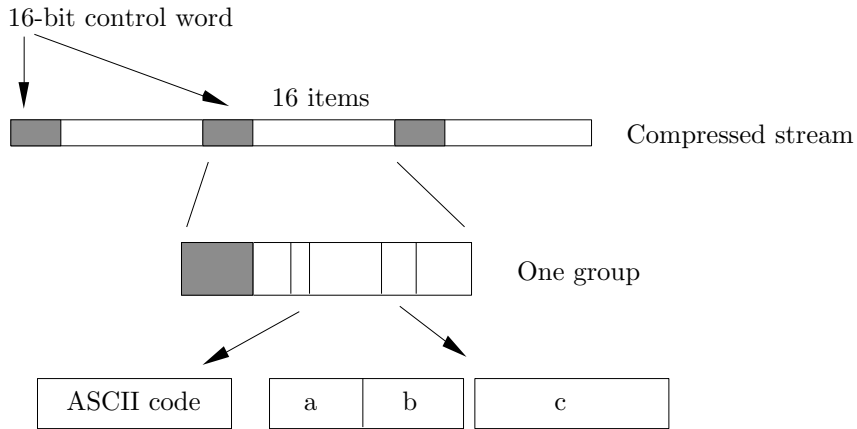 16-bit control word
16 items
Compressed stream
One group
ASCII code
a
b
c